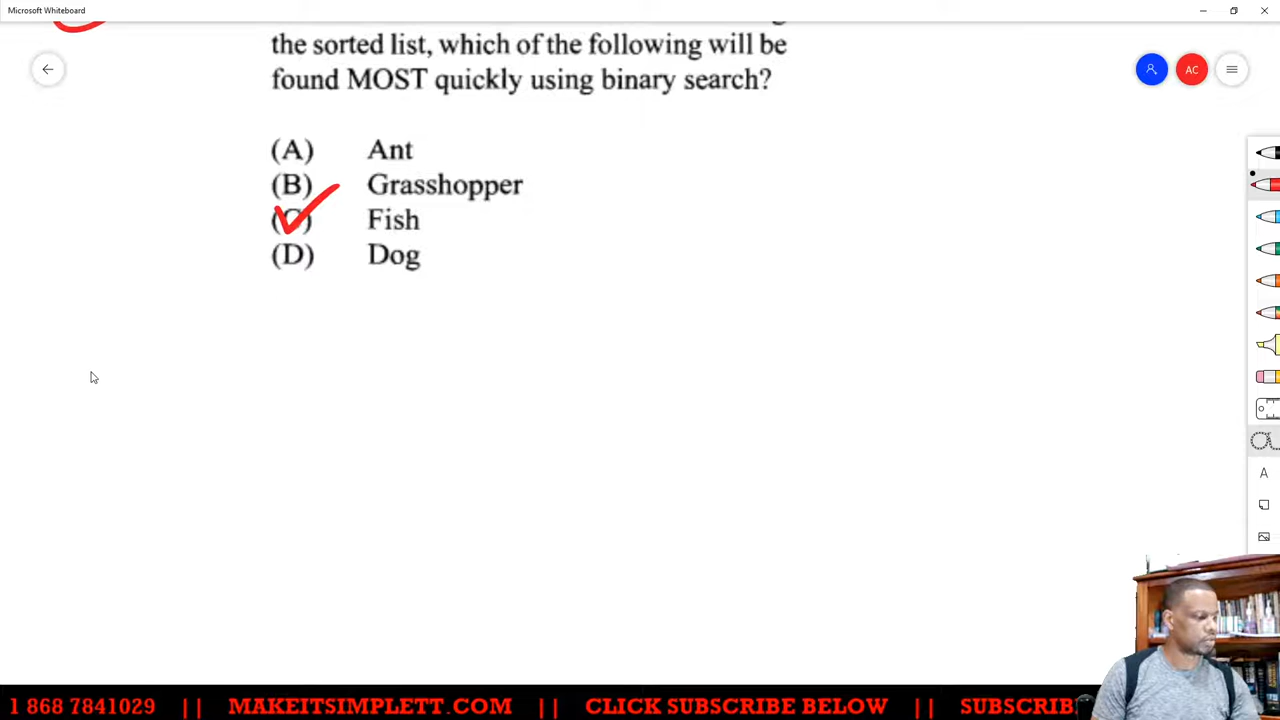 Microsoft Whiteboard
the sorted list, which of the following will be
found MOST quickly using binary search?
AC
(A) Ant
(B) Grasshopper
(C) Fish
(D) Dog
A
1 868 7841029 || MAKEITSIMPLETT.COM || CLICK SUBSCRIBE BELOW || SUBSCRIB